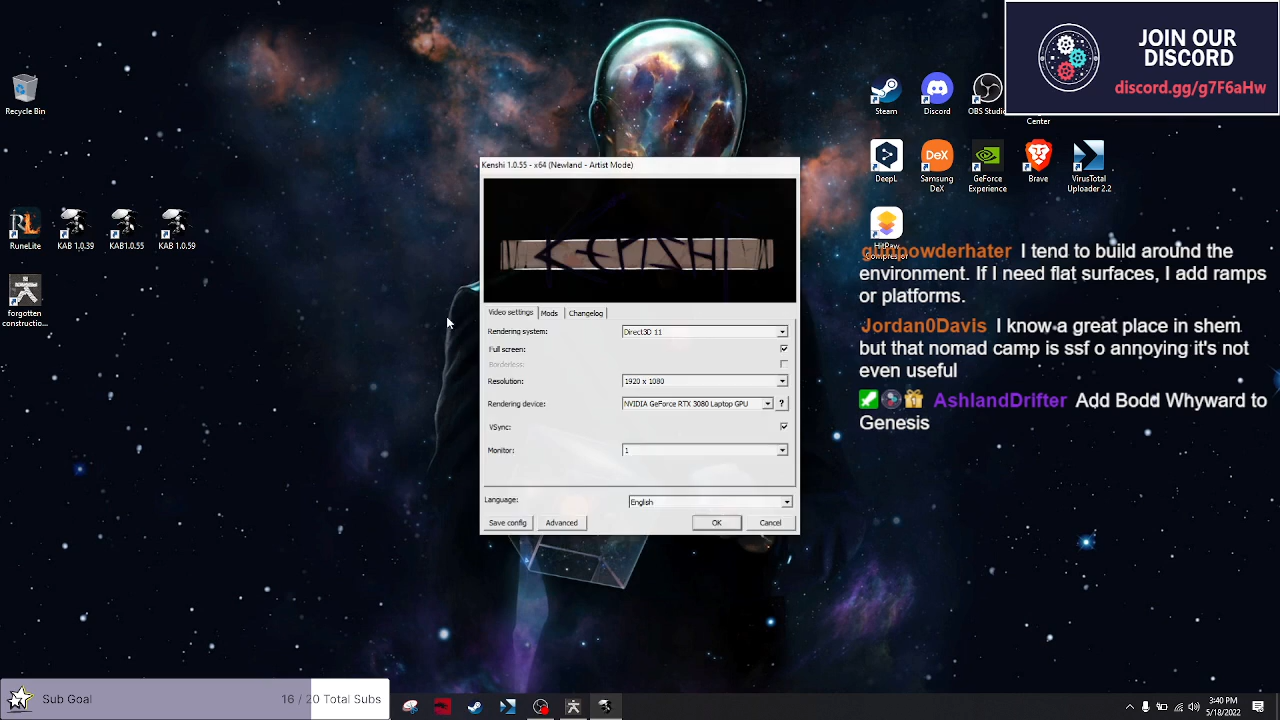 JOIN OUR
DISCORD
discord.gg/g7F6aHw
Recycle Bin
Steam
Discord
OBS Studio
Center
DeepL
Samsung
DeX
GeForce
Experience
Brave
VirusTotal
Uploader 2.2
RuneLite
KAB 1.0.39
KAB1.0.55
KAB 1.0.59
forgotten
constructio...
Kenshi 1.0.55 - x64 (Newland - Artist Mode)
KENSHI
Video settings
Mods
Changelog
Rendering system:
Direct3D 11
Full screen:
Borderless:
Resolution:
1920 x 1080
Rendering device:
NVIDIA GeForce RTX 3080 Laptop GPU
?
VSync:
Monitor:
1
Language:
English
Save config
Advanced
OK
Cancel
gunpowderhater I tend to build around the
environment. If I need flat surfaces, I add ramps
or platforms.
Jordan0Davis I know a great place in shem
but that nomad camp is ssf o annoying it's not
even useful
AshlandDrifter Add Bodd Whyward to
Genesis
Sub Goal
16 / 20 Total Subs
3:40 PM
5/18/2022